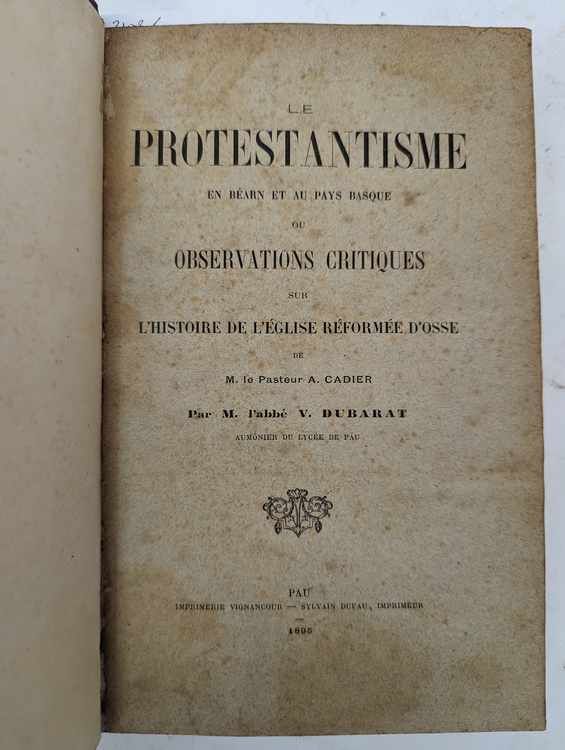 LE
PROTESTANTISME
EN BÉARN ET AU PAYS BASQUE
OU
OBSERVATIONS CRITIQUES
SUR
L'HISTOIRE DE L'ÉGLISE RÉFORMÉE D'OSSE
DE
M. le Pasteur A. CADIER
Par M. l'abbé V. DUBARAT
AUMÔNIER DU LYCÉE DE PAU
PAU
IMPRIMERIE VIGNANCOUR — SYLVAIN DUFAU, IMPRIMEUR
1895